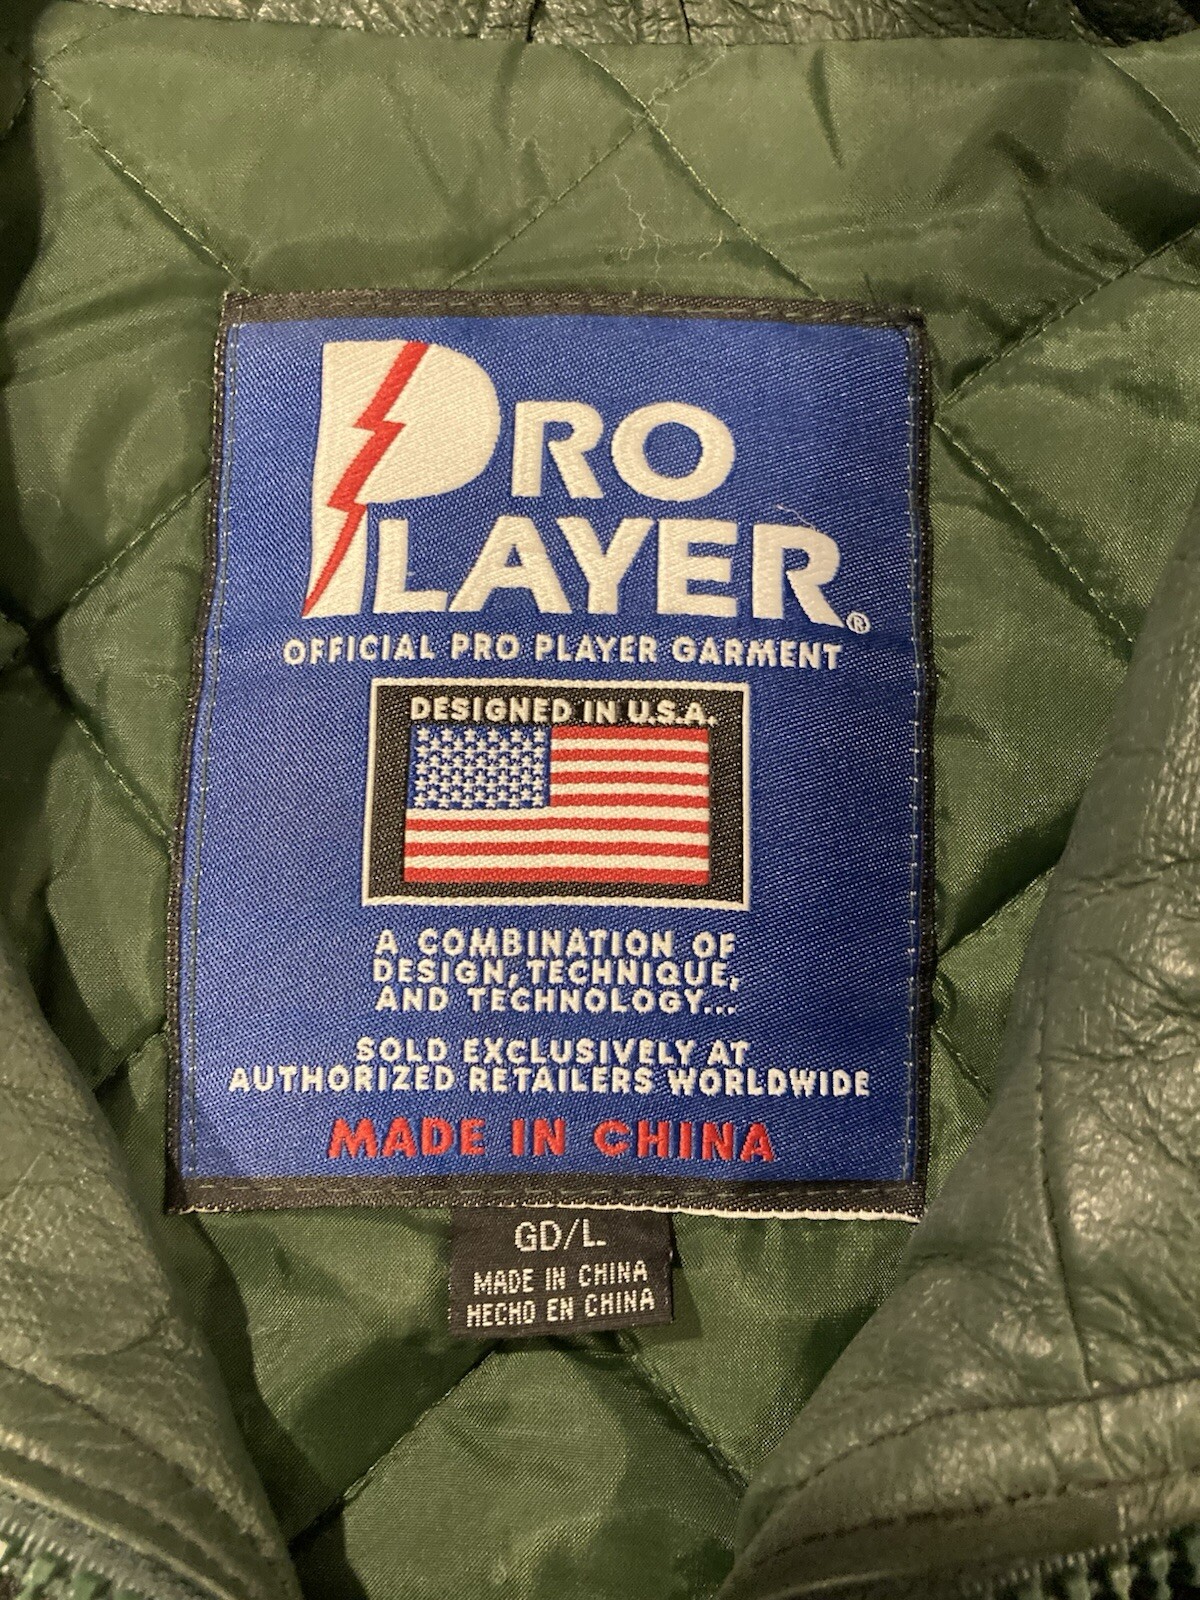 PRO
PLAYER®
OFFICIAL PRO PLAYER GARMENT
DESIGNED IN U.S.A.
A COMBINATION OF
DESIGN, TECHNIQUE,
AND TECHNOLOGY...
SOLD EXCLUSIVELY AT
AUTHORIZED RETAILERS WORLDWIDE
MADE IN CHINA
GD/L
MADE IN CHINA
HECHO EN CHINA